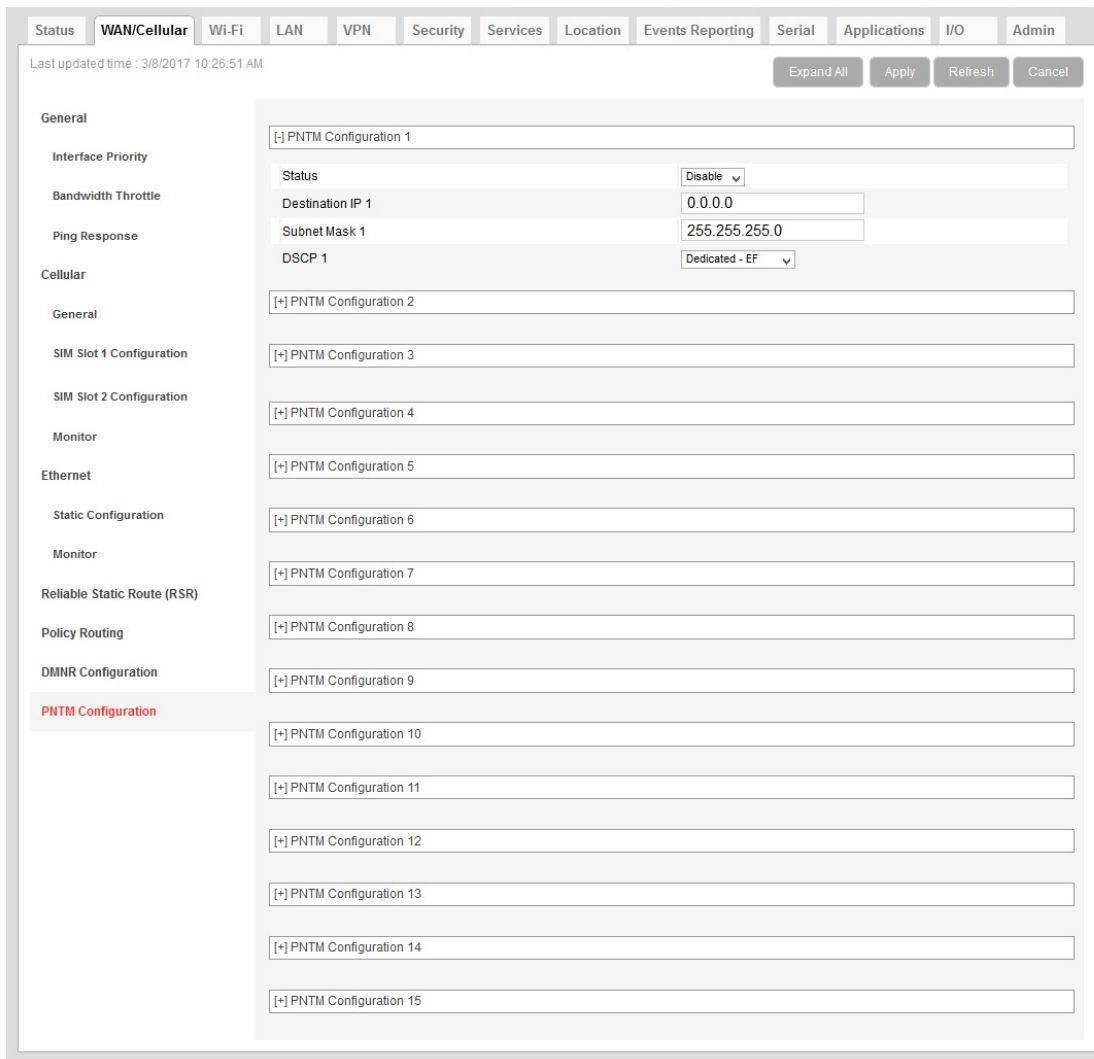 Status WAN/Cellular Wi-Fi LAN VPN Security Services Location Events Reporting Serial Applications I/O Admin
Last updated time : 3/8/2017 10:26:51 AM
Expand All Apply Refresh Cancel
General
Interface Priority
Bandwidth Throttle
Ping Response
Cellular
General
SIM Slot 1 Configuration
SIM Slot 2 Configuration
Monitor
Ethernet
Static Configuration
Monitor
Reliable Static Route (RSR)
Policy Routing
DMNR Configuration
PNTM Configuration
[-] PNTM Configuration 1
Status Disable
Destination IP 1 0.0.0.0
Subnet Mask 1 255.255.255.0
DSCP 1 Dedicated - EF
[+] PNTM Configuration 2
[+] PNTM Configuration 3
[+] PNTM Configuration 4
[+] PNTM Configuration 5
[+] PNTM Configuration 6
[+] PNTM Configuration 7
[+] PNTM Configuration 8
[+] PNTM Configuration 9
[+] PNTM Configuration 10
[+] PNTM Configuration 11
[+] PNTM Configuration 12
[+] PNTM Configuration 13
[+] PNTM Configuration 14
[+] PNTM Configuration 15